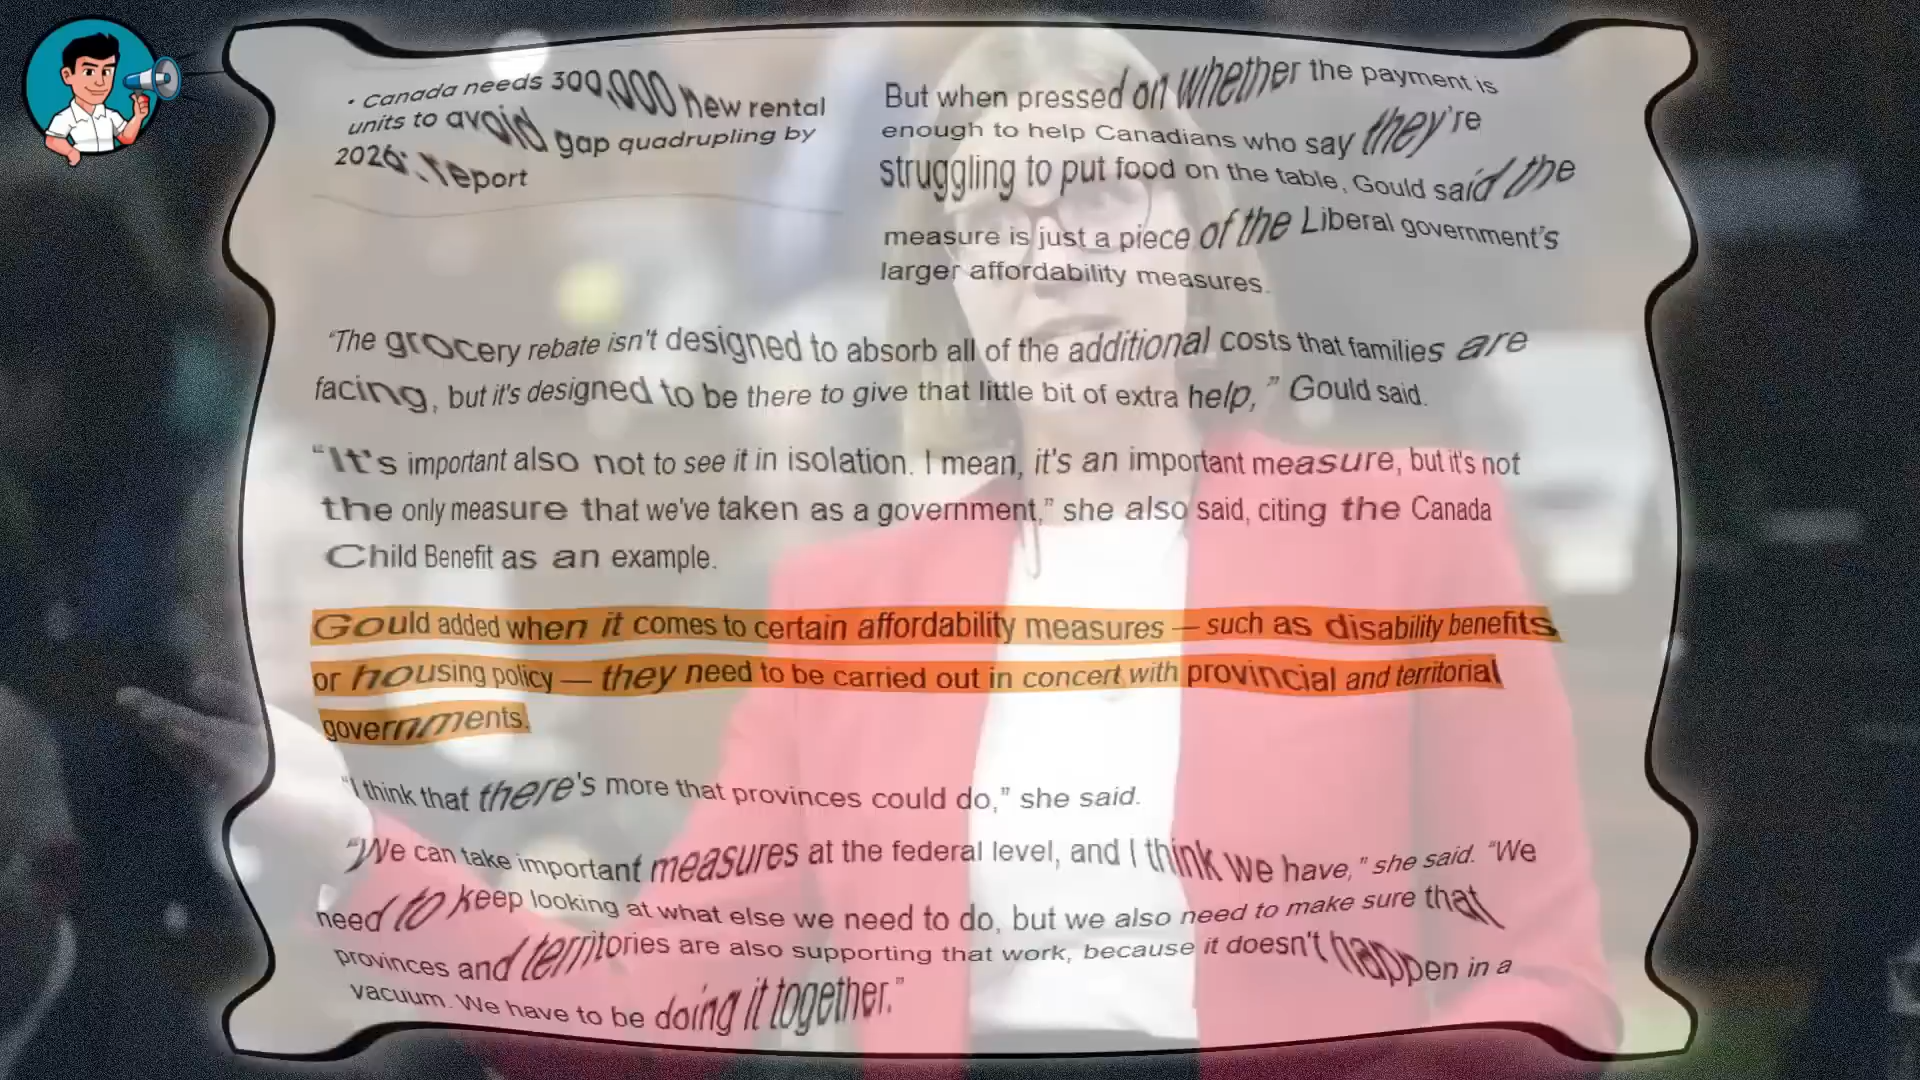 • Canada needs 300,000 new rental
units to avoid gap quadrupling by
2026: report
But when pressed on whether the payment is
enough to help Canadians who say they're
struggling to put food on the table, Gould said the
measure is just a piece of the Liberal government's
larger affordability measures.
“The grocery rebate isn't designed to absorb all of the additional costs that families are
facing, but it's designed to be there to give that little bit of extra help,” Gould said.
“It's important also not to see it in isolation. I mean, it's an important measure, but it's not
the only measure that we've taken as a government,” she also said, citing the Canada
Child Benefit as an example.
Gould added when it comes to certain affordability measures — such as disability benefits
or housing policy — they need to be carried out in concert with provincial and territorial
governments.
“I think that there's more that provinces could do,” she said.
“We can take important measures at the federal level, and I think we have,” she said. “We
need to keep looking at what else we need to do, but we also need to make sure that
provinces and territories are also supporting that work, because it doesn't happen in a
vacuum. We have to be doing it together.”